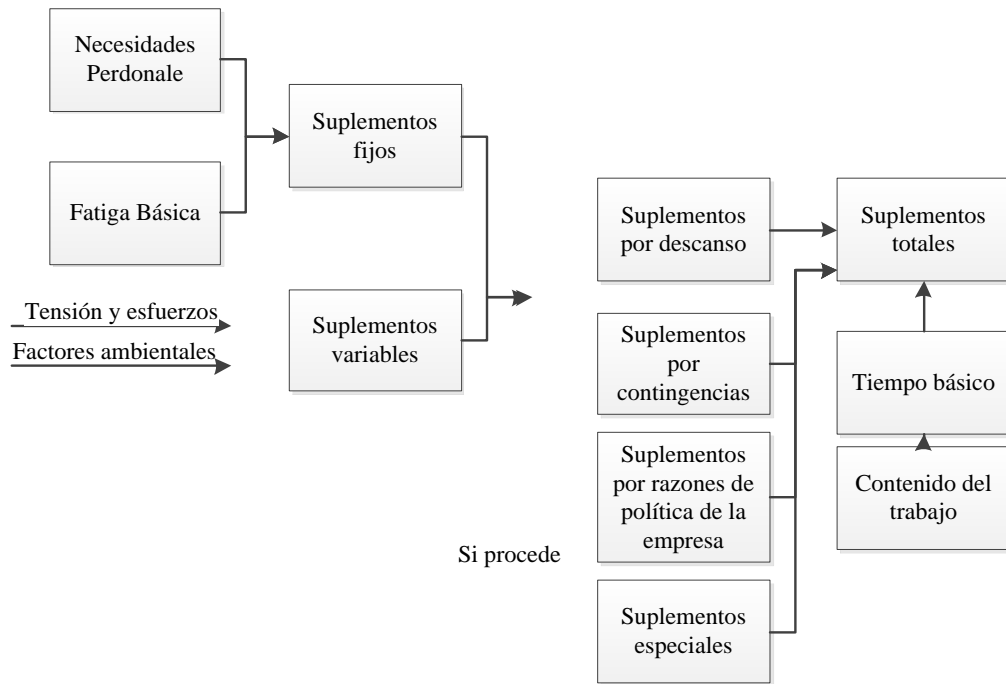 Necesidades
Perdonale
Fatiga Básica
Tensión y esfuerzos
Factores ambientales
Suplementos
fijos
Suplementos
variables
Suplementos
por descanso
Suplementos
por
contingencias
Suplementos
por razones de
política de la
empresa
Si procede
Suplementos
especiales
Suplementos
totales
Tiempo básico
Contenido del
trabajo